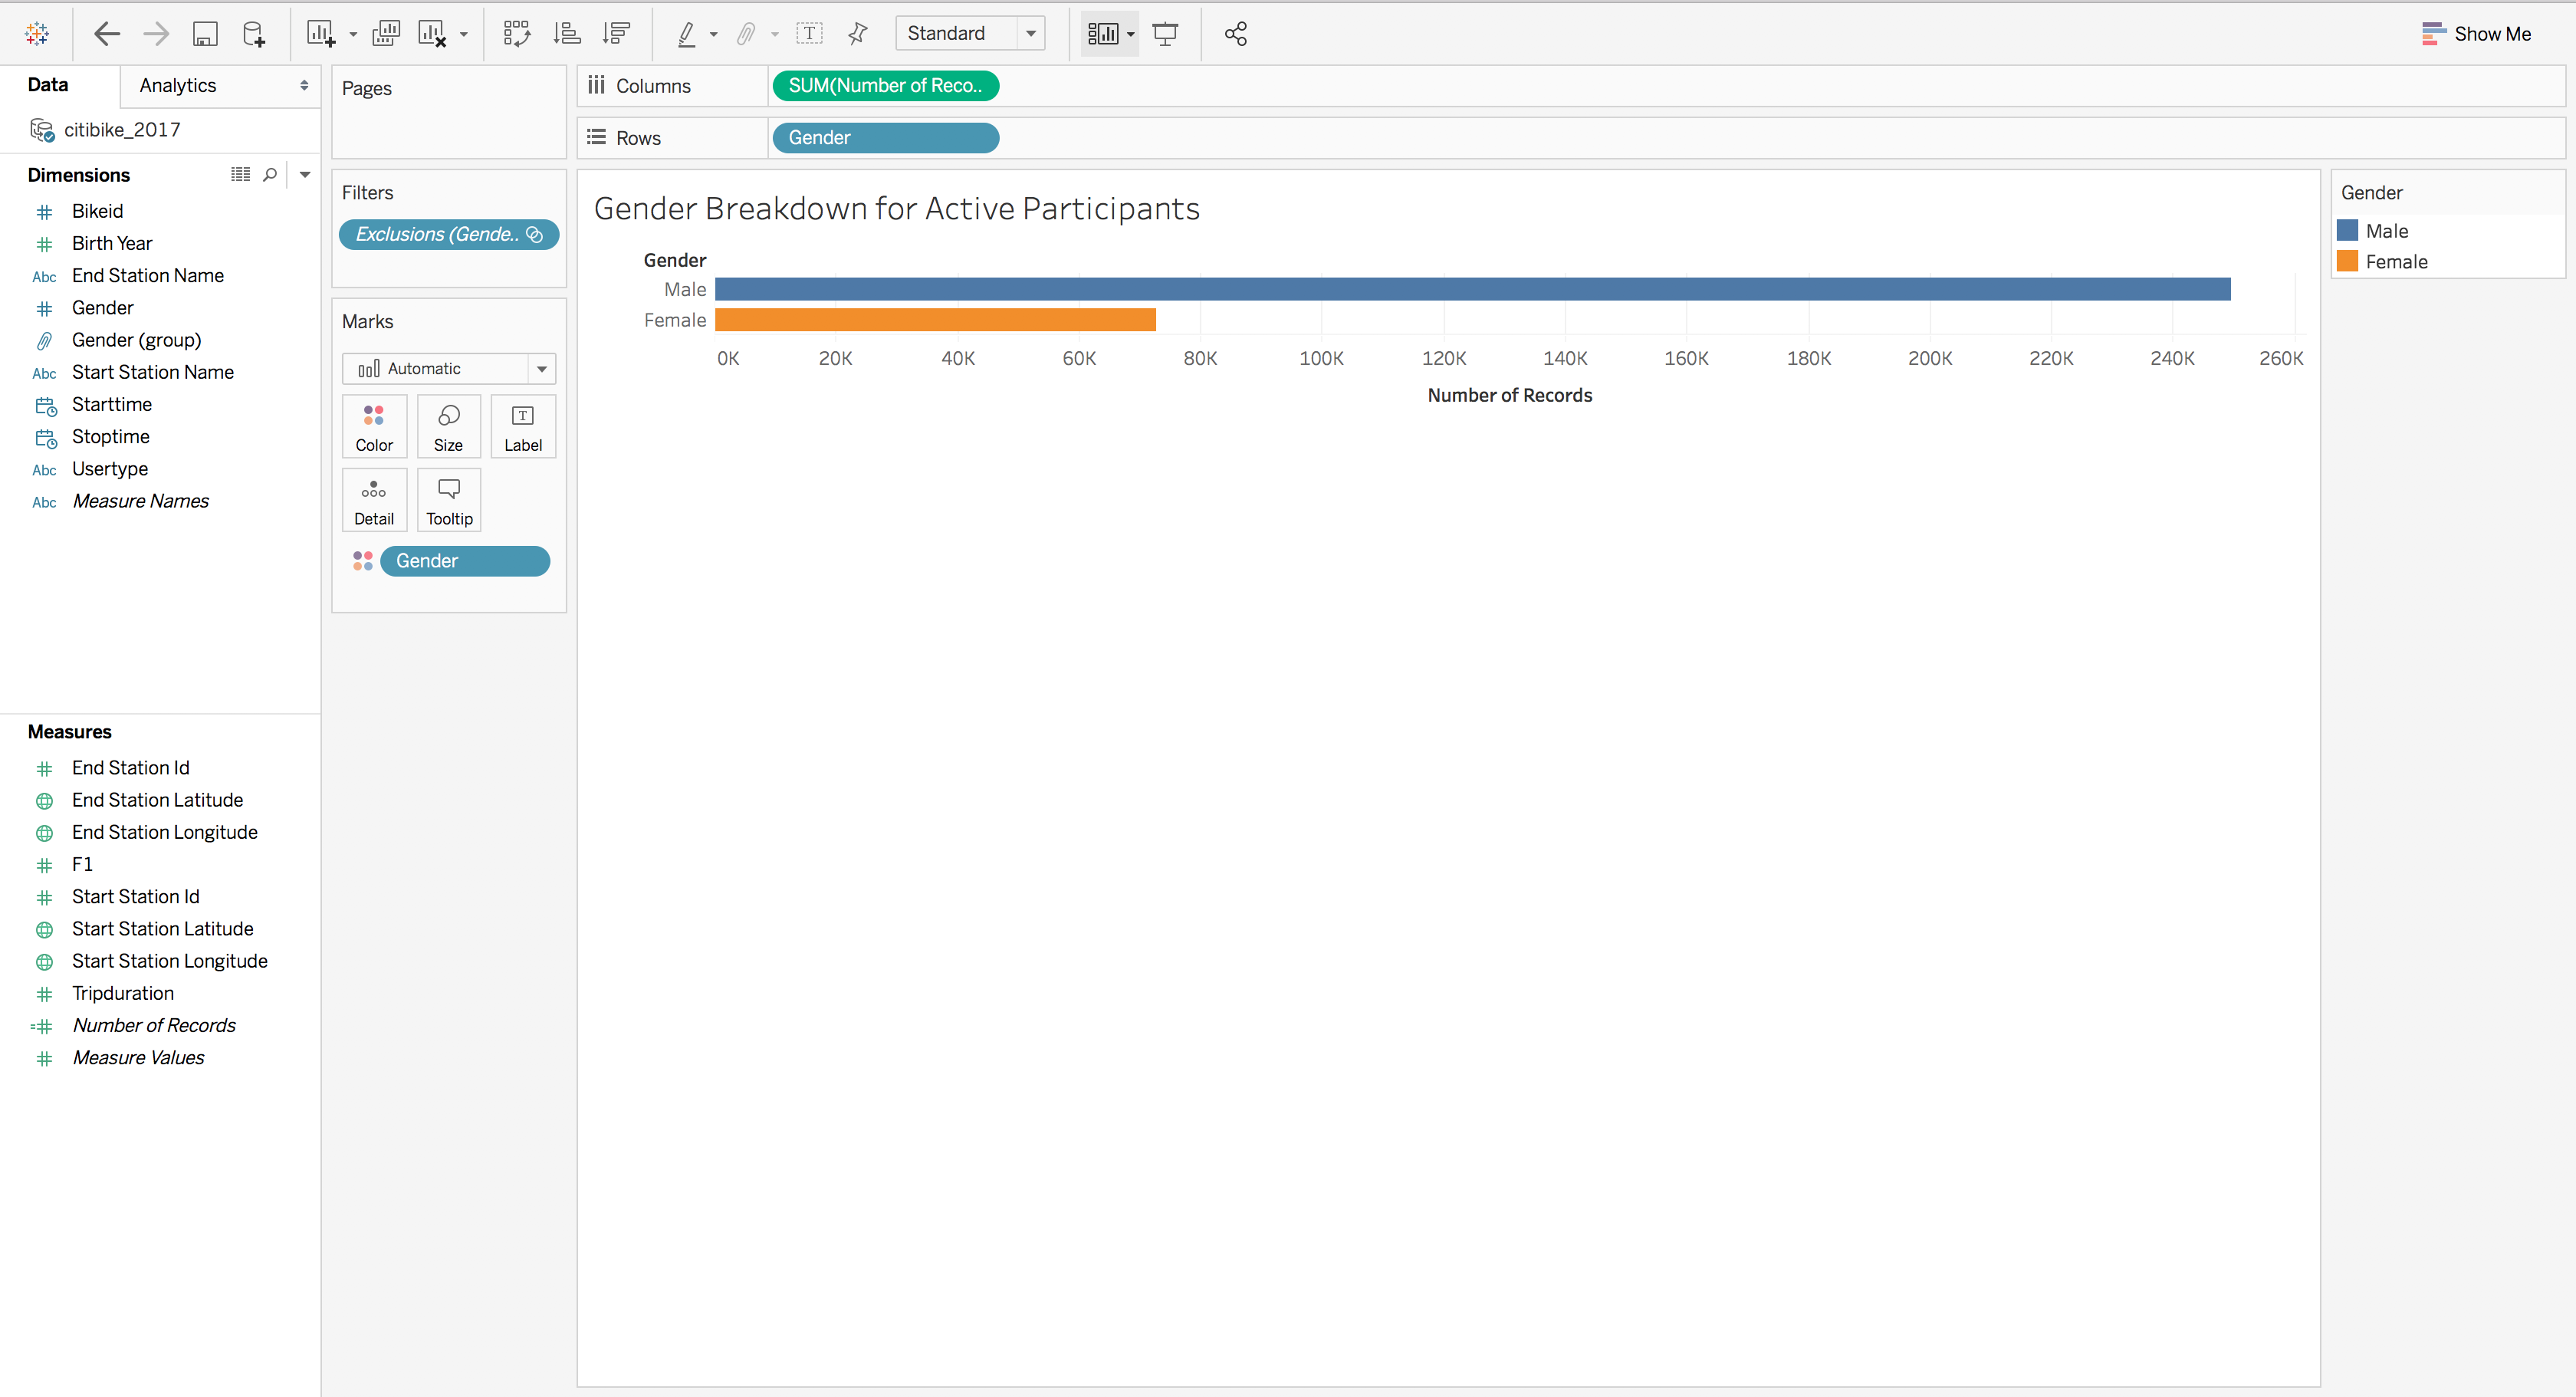 Standard
Show Me
Data
Analytics
citibike_2017
Dimensions
Abc
Bikeid
Birth Year
Abc End Station Name
Gender
Gender (group)
Abc Start Station Name
Starttime
Stoptime
Abc Usertype
Abc Measure Names
Measures
End Station Id
End Station Latitude
End Station Longitude
F1
Start Station Id
Start Station Latitude
Start Station Longitude
Tripduration
=# Number of Records
Measure Values
Pages
Filters
Exclusions (Gende..
Marks
Automatic
Color
Size
T
Label
Detail
Tooltip
Gender
Columns
SUM(Number of Reco..
Rows
Gender
Gender Breakdown for Active Participants
Gender
Male
Female
0K 20K 40K 60K 80K 100K 120K 140K 160K 180K 200K 220K 240K 260K
Number of Records
Gender
Male
Female